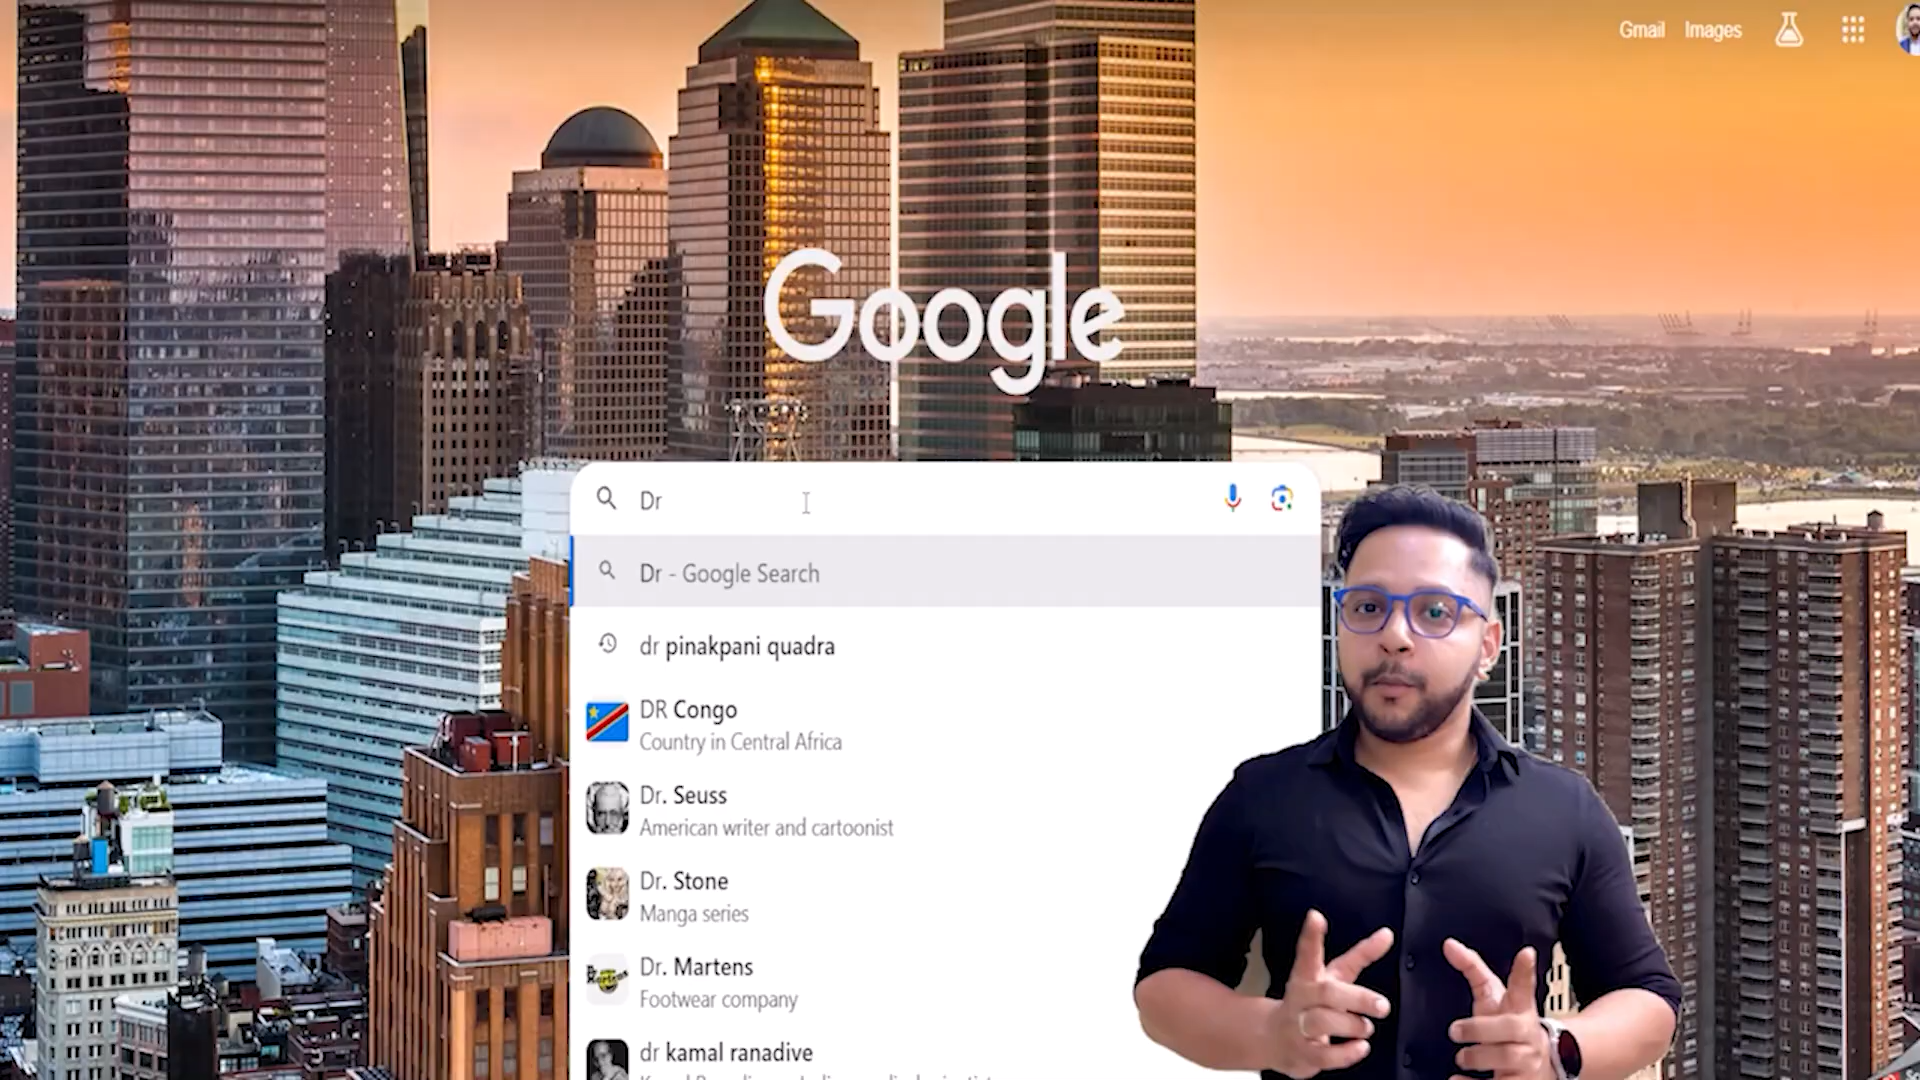 Gmail Images
Google
Dr
Dr - Google Search
dr pinakpani quadra
DR Congo
Country in Central Africa
Dr. Seuss
American writer and cartoonist
Dr. Stone
Manga series
Dr. Martens
Footwear company
dr kamal ranadive